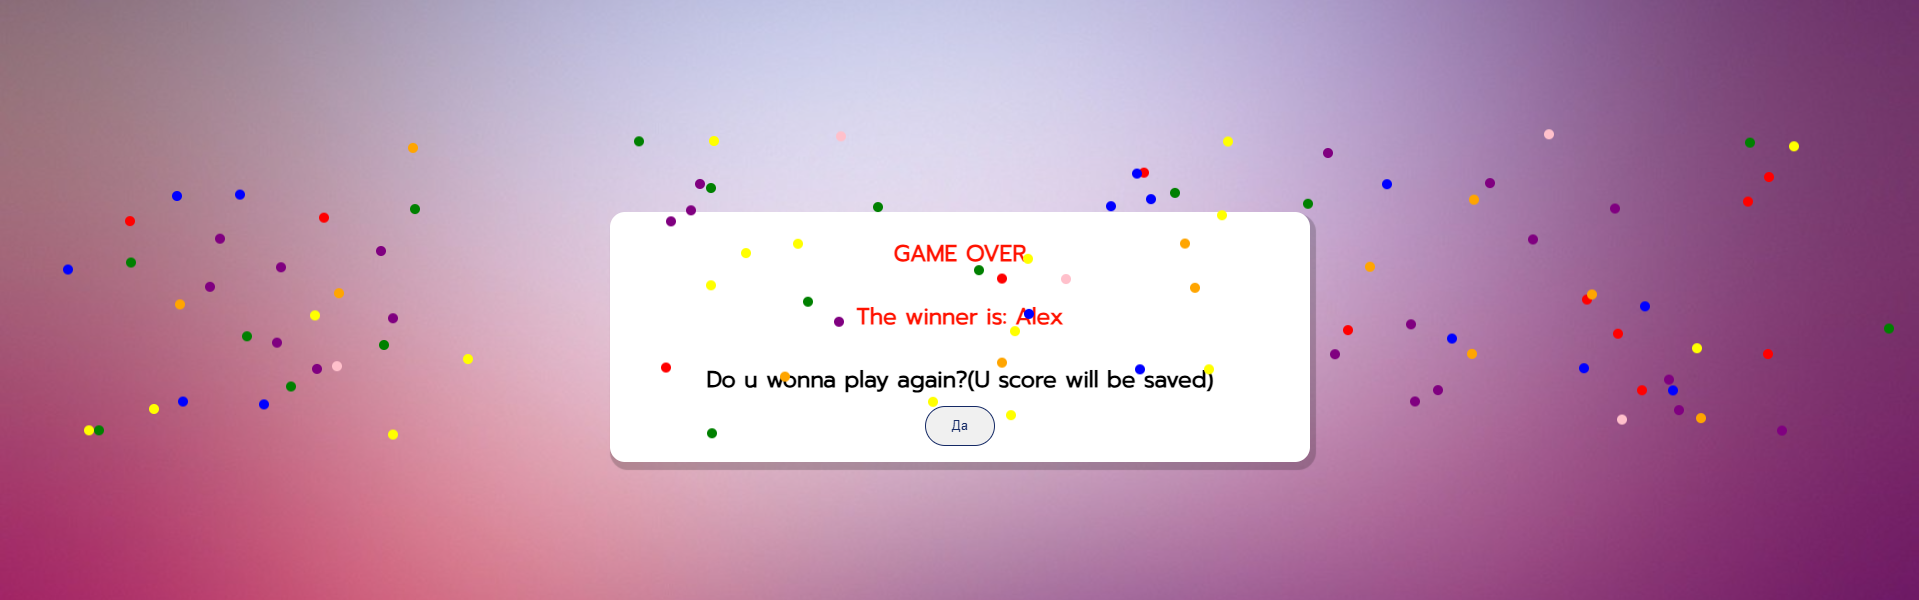 GAME OVER
The winner is: Alex
Do u wonna play again?(U score will be saved)
Да